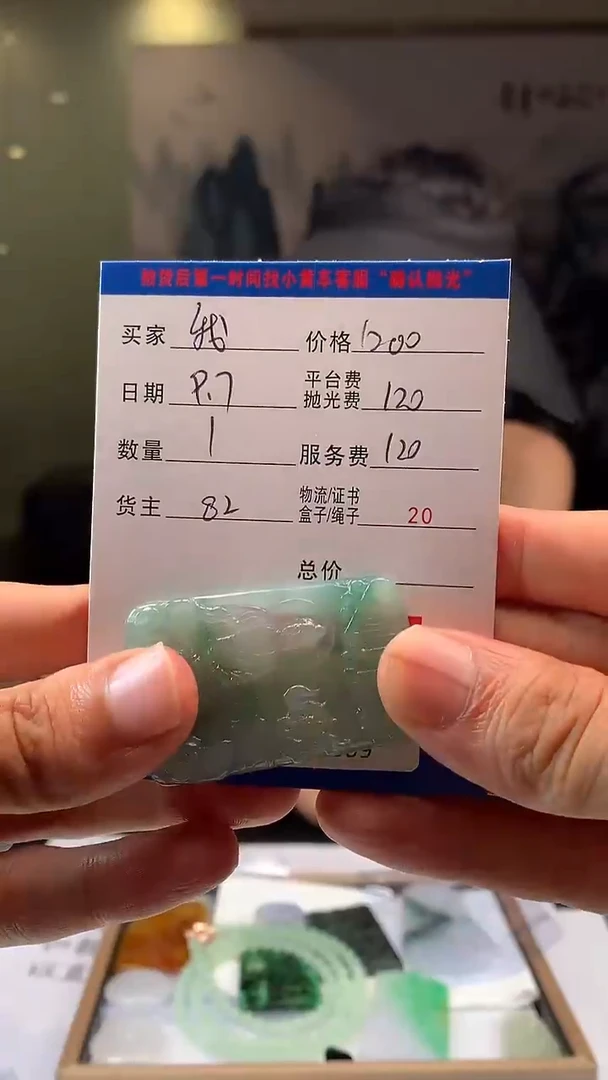 收货后第一时间找小黄车客服“确认抛光”
买家 我 价格 1200
日期 9.7 平台费 抛光费 120
数量 1 服务费 120
货主 82 物流/证书 盒子/绳子 20
总价